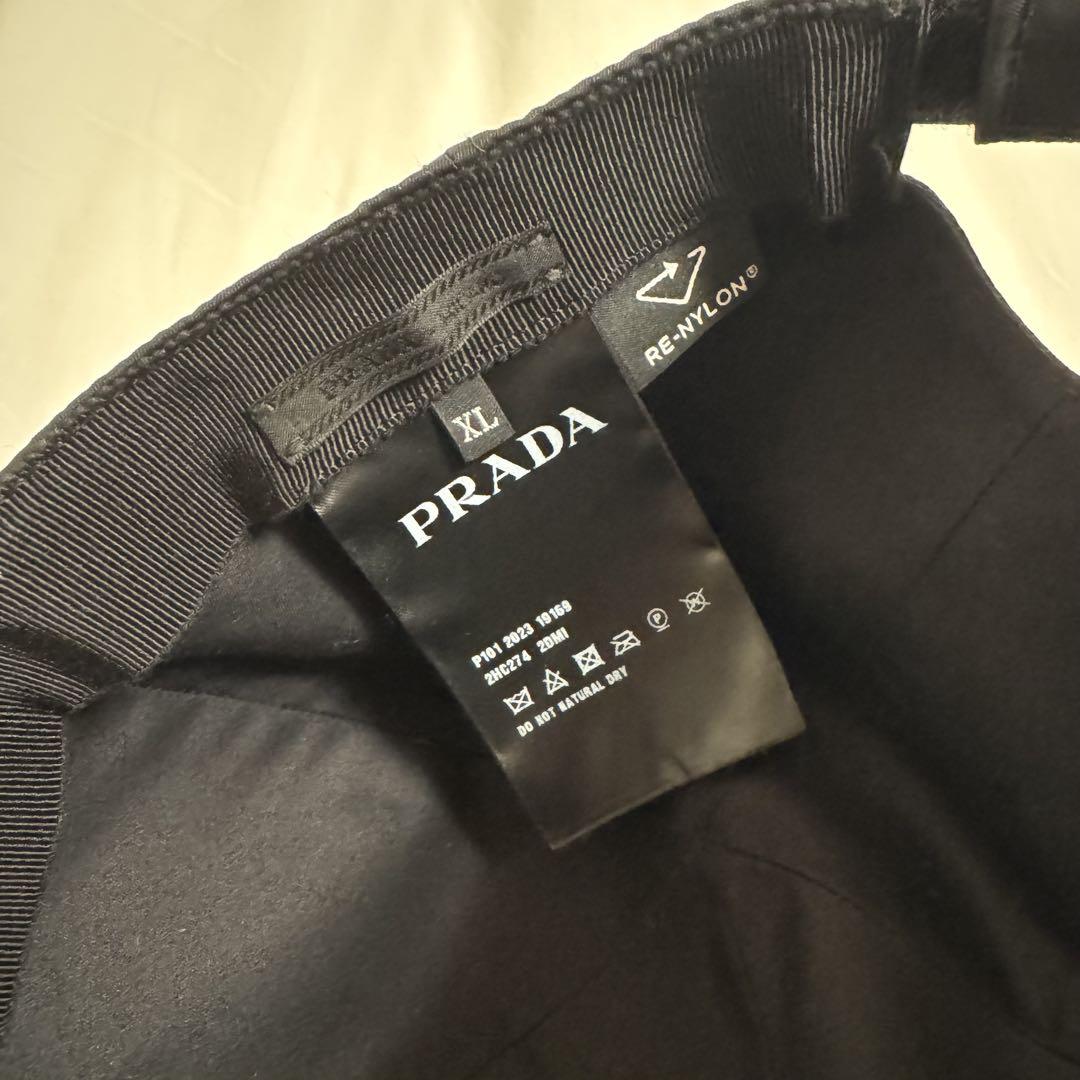 RE-NYLON®
XL
PRADA
P101 2023 19169
2HC274 2DMI
P
DO NOT NATURAL DRY